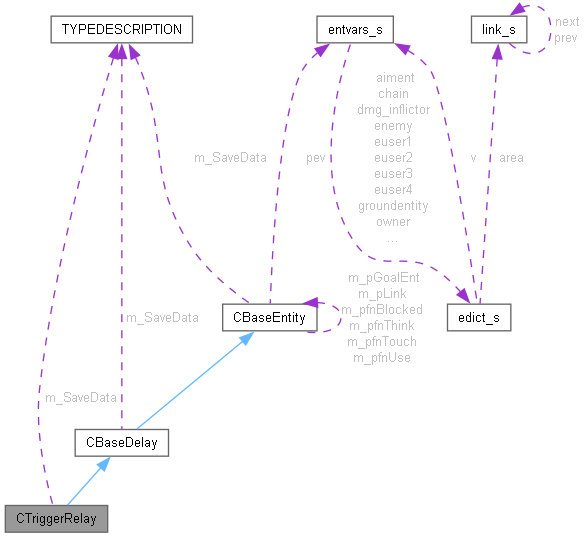 TYPEDESCRIPTION
entvars_s
link_s
next
prev
aiment
chain
dmg_inflictor
enemy
euser1
euser2
euser3
euser4
groundentity
owner
...
m_SaveData
pev
v
area
m_pGoalEnt
m_pLink
m_pfnBlocked
m_pfnThink
m_pfnTouch
m_pfnUse
CBaseEntity
edict_s
m_SaveData
m_SaveData
CBaseDelay
CTriggerRelay